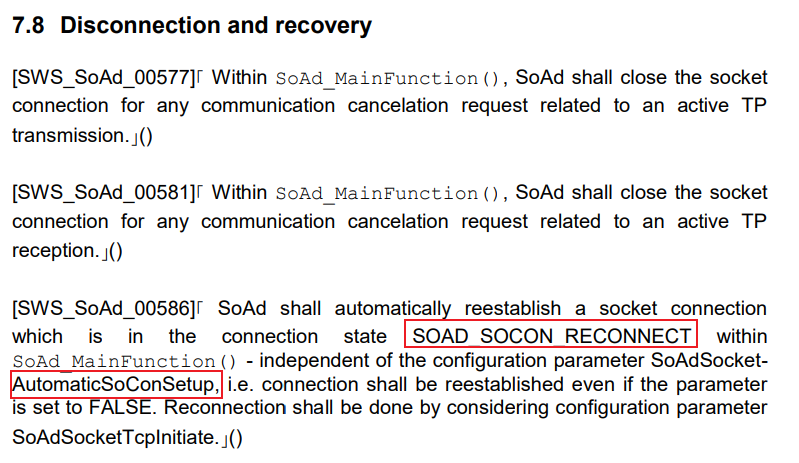 7.8 Disconnection and recovery
[SWS_SoAd_00577]⌈ Within SoAd_MainFunction(), SoAd shall close the socket
connection for any communication cancelation request related to an active TP
transmission.⌋()
[SWS_SoAd_00581]⌈ Within SoAd_MainFunction(), SoAd shall close the socket
connection for any communication cancelation request related to an active TP
reception.⌋()
[SWS_SoAd_00586]⌈ SoAd shall automatically reestablish a socket connection
which is in the connection state SOAD_SOCON_RECONNECT within
SoAd_MainFunction() - independent of the configuration parameter SoAdSocket-
AutomaticSoConSetup, i.e. connection shall be reestablished even if the parameter
is set to FALSE. Reconnection shall be done by considering configuration parameter
SoAdSocketTcpInitiate.⌋()